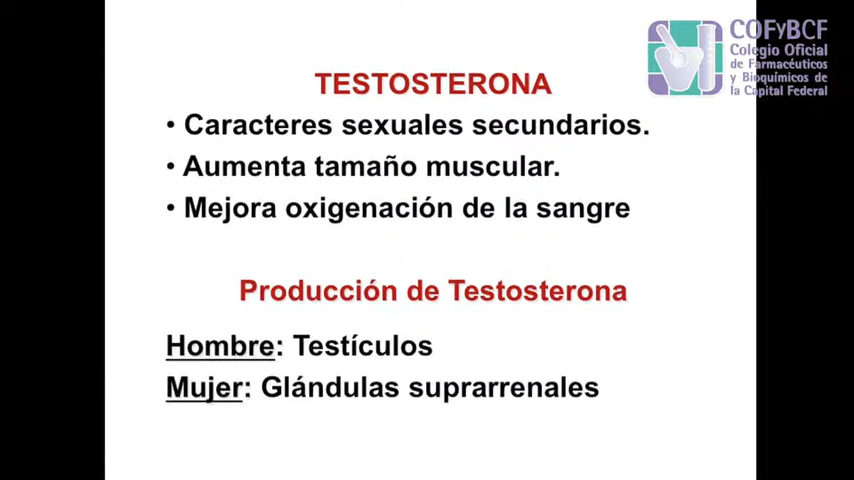 COFyBCF
Colegio Oficial
de Farmacéuticos
y Bioquímicos de
la Capital Federal
TESTOSTERONA
• Caracteres sexuales secundarios.
• Aumenta tamaño muscular.
• Mejora oxigenación de la sangre
Producción de Testosterona
Hombre: Testículos
Mujer: Glándulas suprarrenales